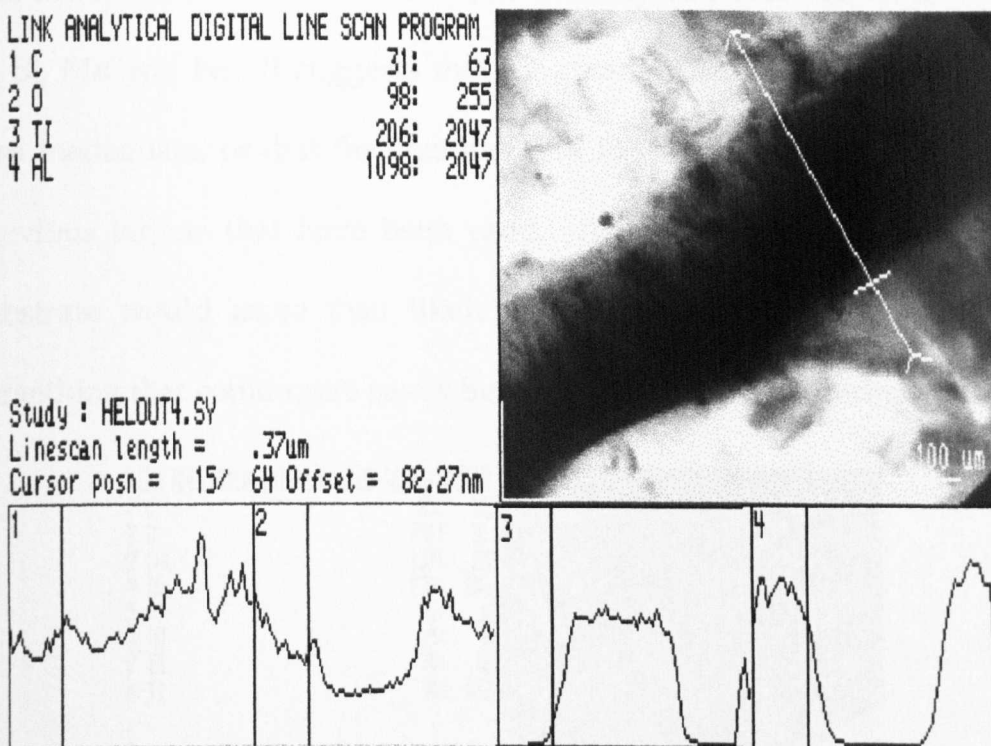 LINK ANALYTICAL DIGITAL LINE SCAN PROGRAM
1 C 31: 63
2 O 98: 255
3 TI 206: 2047
4 AL 1098: 2047
Study : HELOUT4.SY
Linescan length = .37um
Cursor posn = 15/ 64 Offset = 82.27nm
100 µm
1
2
3
4